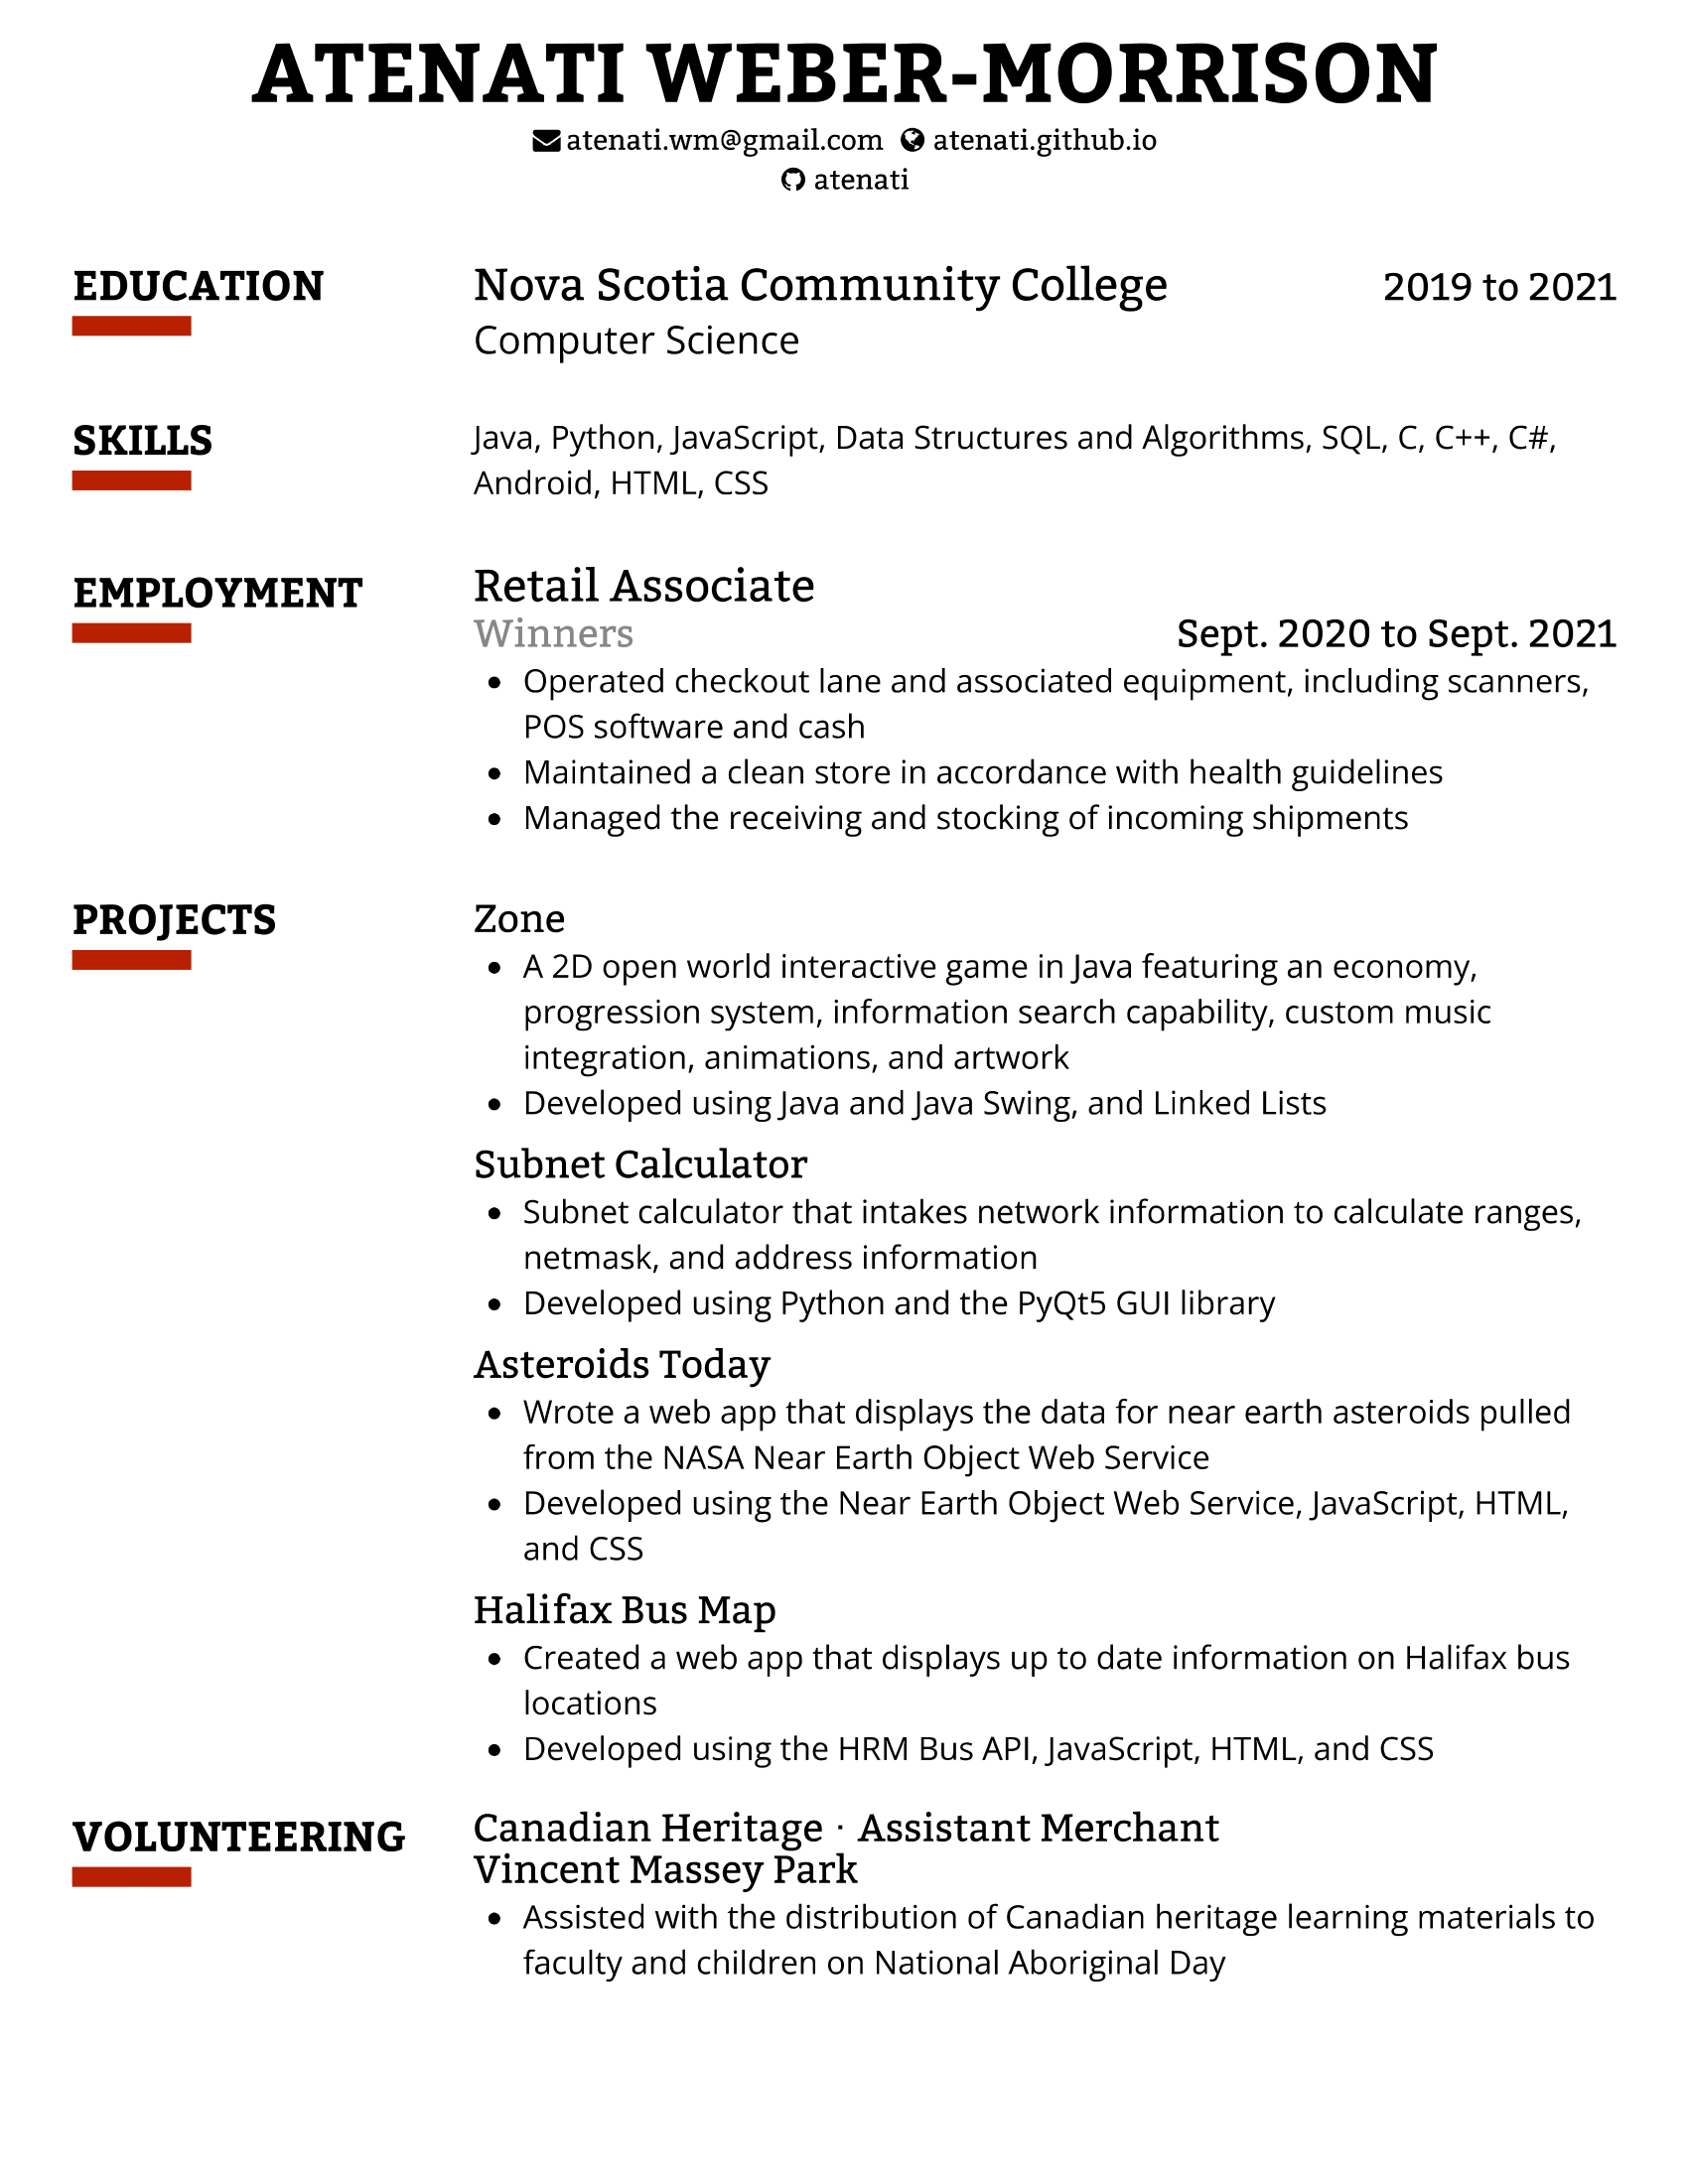 ATENATI WEBER-MORRISON
atenati.wm@gmail.com atenati.github.io
atenati
EDUCATION
Nova Scotia Community College 2019 to 2021
Computer Science
SKILLS
Java, Python, JavaScript, Data Structures and Algorithms, SQL, C, C++, C#,
Android, HTML, CSS
EMPLOYMENT
Retail Associate
Winners Sept. 2020 to Sept. 2021
• Operated checkout lane and associated equipment, including scanners,
POS software and cash
• Maintained a clean store in accordance with health guidelines
• Managed the receiving and stocking of incoming shipments
PROJECTS
Zone
• A 2D open world interactive game in Java featuring an economy,
progression system, information search capability, custom music
integration, animations, and artwork
• Developed using Java and Java Swing, and Linked Lists
Subnet Calculator
• Subnet calculator that intakes network information to calculate ranges,
netmask, and address information
• Developed using Python and the PyQt5 GUI library
Asteroids Today
• Wrote a web app that displays the data for near earth asteroids pulled
from the NASA Near Earth Object Web Service
• Developed using the Near Earth Object Web Service, JavaScript, HTML,
and CSS
Halifax Bus Map
• Created a web app that displays up to date information on Halifax bus
locations
• Developed using the HRM Bus API, JavaScript, HTML, and CSS
VOLUNTEERING
Canadian Heritage · Assistant Merchant
Vincent Massey Park
• Assisted with the distribution of Canadian heritage learning materials to
faculty and children on National Aboriginal Day